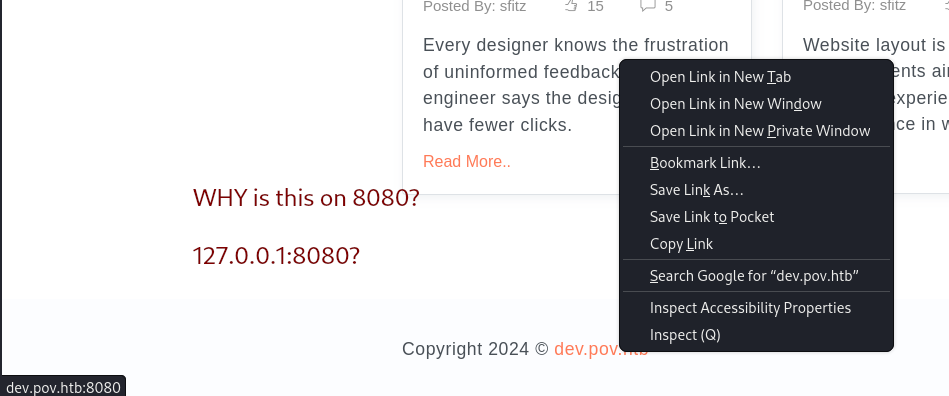 Posted By: sfitz 15 5
Posted By: sfitz
Every designer knows the frustration
of uninformed feedback
engineer says the desig
have fewer clicks.
Read More..
Website layout is
ents ai
experie
ce in w
Open Link in New Tab
Open Link in New Window
Open Link in New Private Window
Bookmark Link…
Save Link As…
Save Link to Pocket
Copy Link
Search Google for “dev.pov.htb”
Inspect Accessibility Properties
Inspect (Q)
WHY is this on 8080?
127.0.0.1:8080?
Copyright 2024 © dev.pov.htb
dev.pov.htb:8080